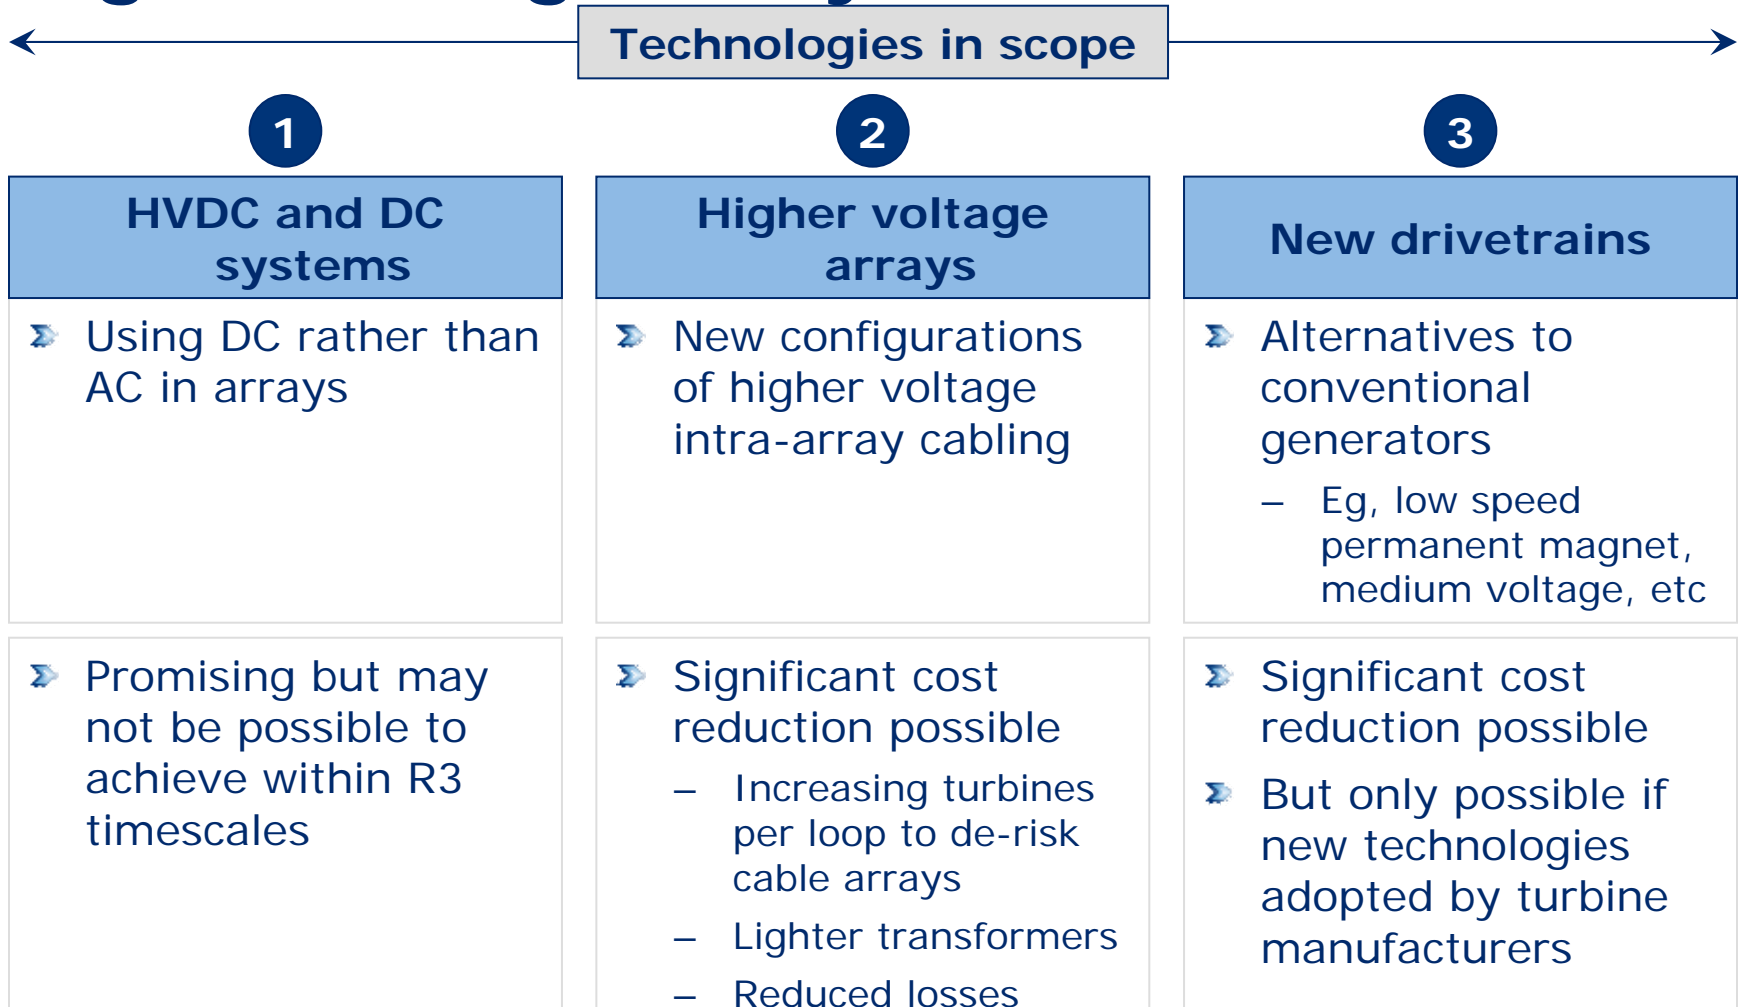 Technologies in scope
1
HVDC and DC
systems
Using DC rather than
AC in arrays
Promising but may
not be possible to
achieve within R3
timescales
2
Higher voltage
arrays
New configurations
of higher voltage
intra-array cabling
Significant cost
reduction possible
– Increasing turbines
per loop to de-risk
cable arrays
– Lighter transformers
– Reduced losses
3
New drivetrains
Alternatives to
conventional
generators
– Eg, low speed
permanent magnet,
medium voltage, etc
Significant cost
reduction possible
But only possible if
new technologies
adopted by turbine
manufacturers